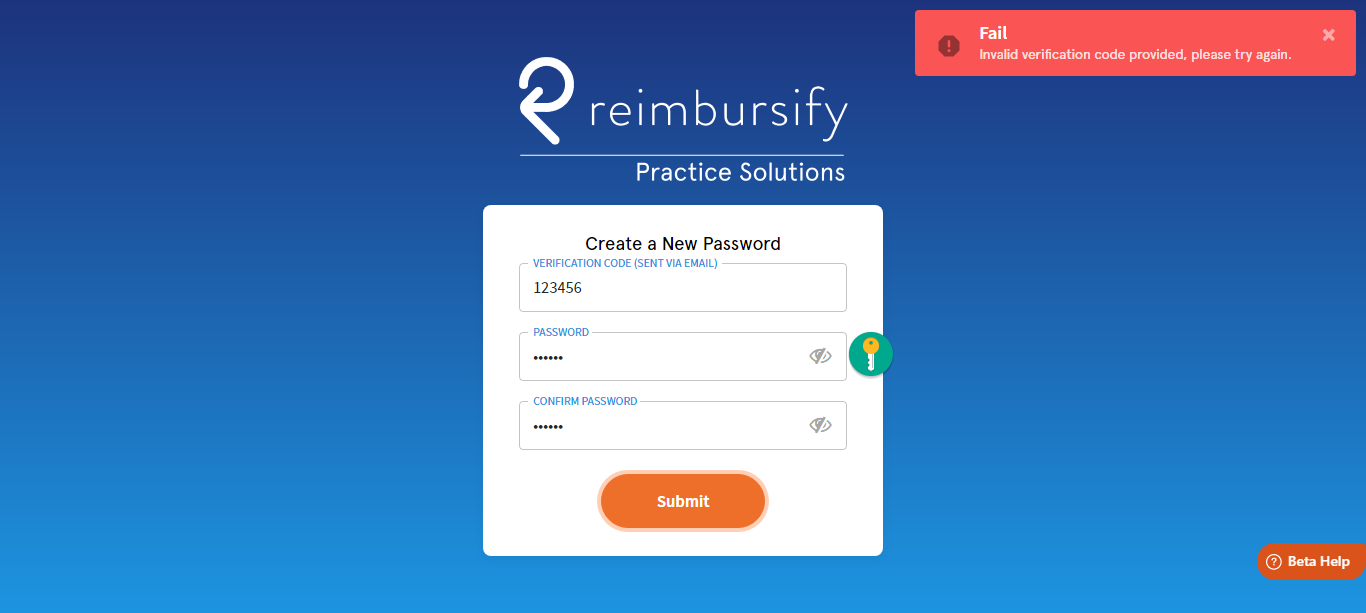 Fail
Invalid verification code provided, please try again.
reimbursify
Practice Solutions
Create a New Password
VERIFICATION CODE (SENT VIA EMAIL)
123456
PASSWORD
••••••
CONFIRM PASSWORD
••••••
Submit
Beta Help